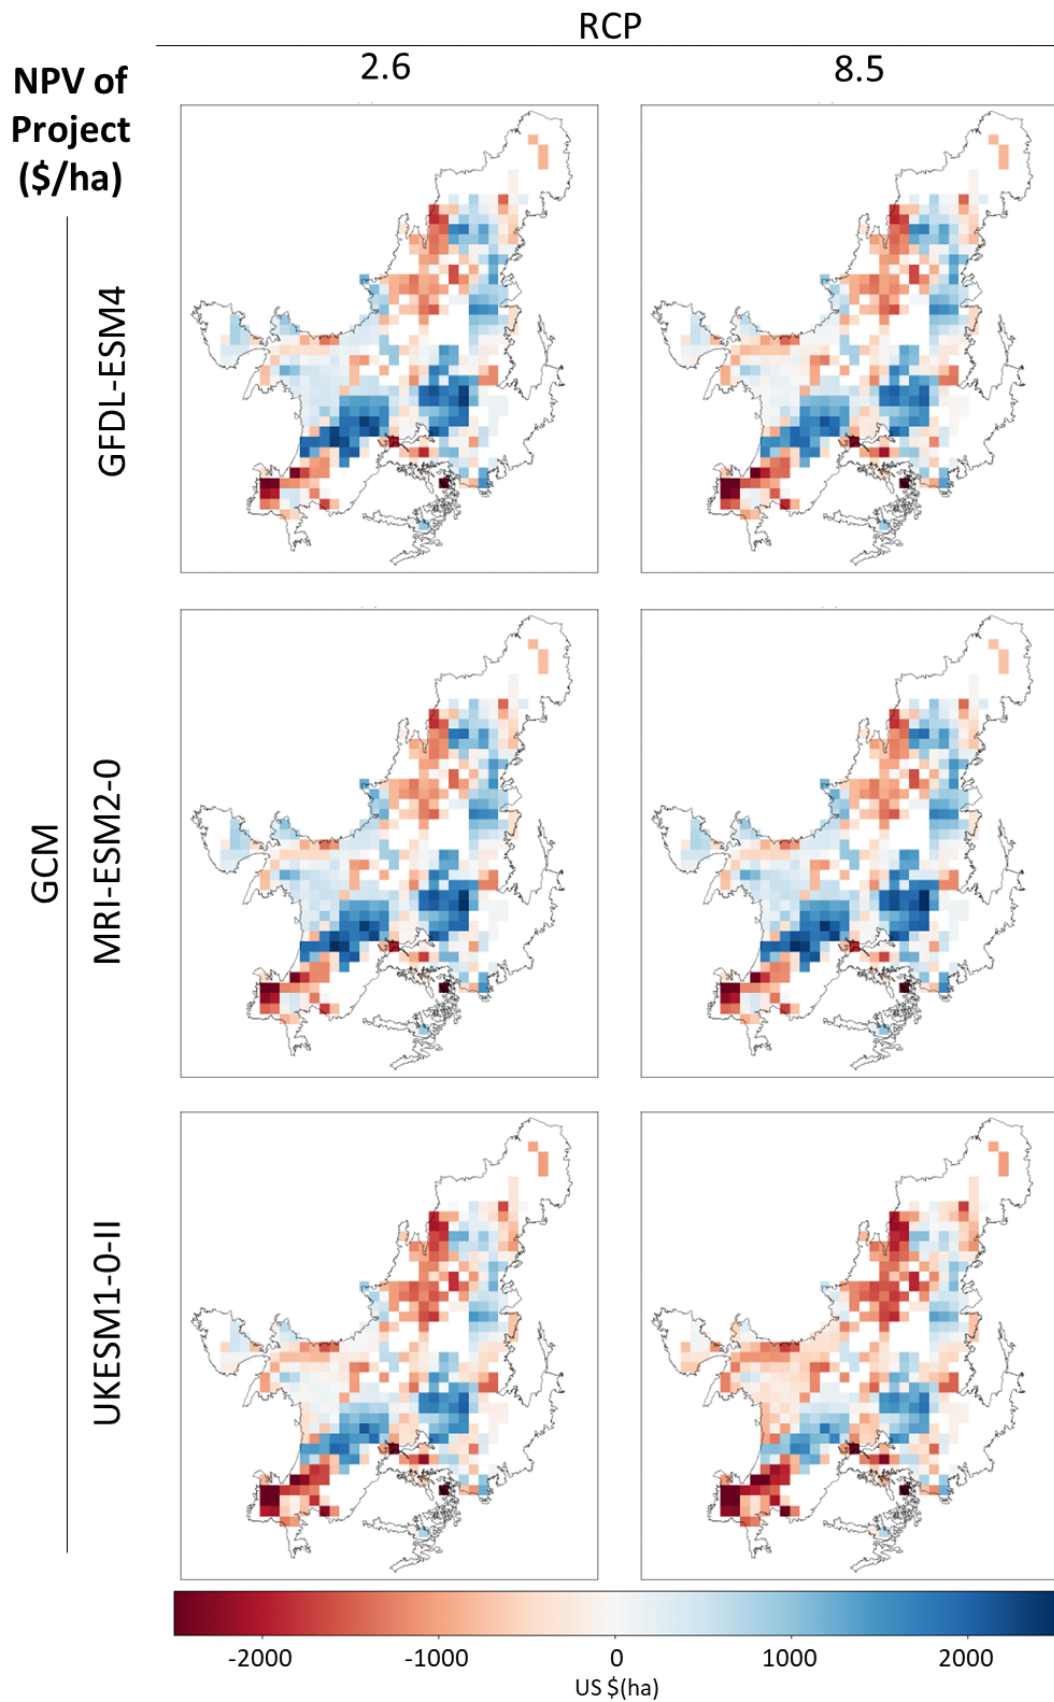 RCP
2.6
8.5
NPV of
Project
($/ha)
GFDL-ESM4
GCM
MRI-ESM2-0
UKESM1-0-II
-2000
-1000
0
1000
2000
US $(ha)